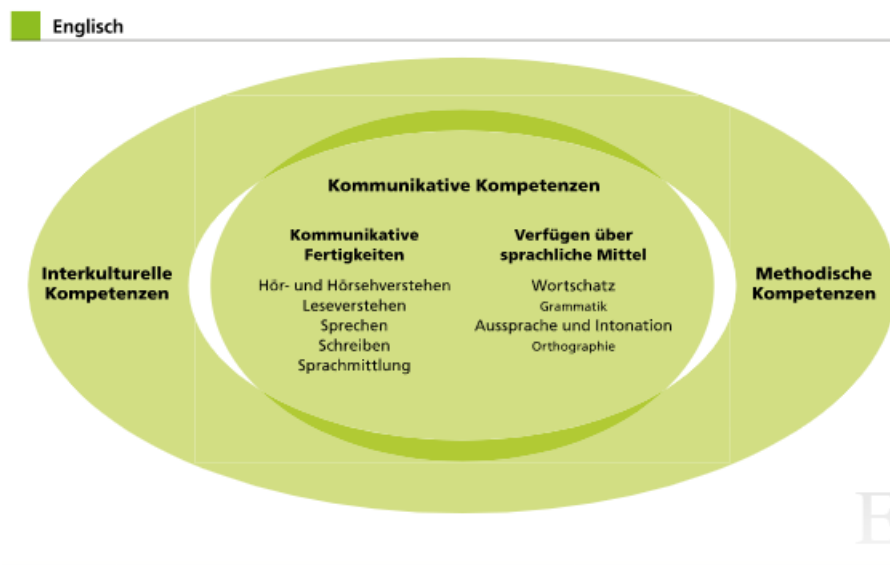 Englisch
Kommunikative Kompetenzen
Kommunikative
Fertigkeiten
Hör- und Hörsehverstehen
Leseverstehen
Sprechen
Schreiben
Sprachmittlung
Verfügen über
sprachliche Mittel
Wortschatz
Grammatik
Aussprache und Intonation
Orthographie
Interkulturelle
Kompetenzen
Methodische
Kompetenzen
E